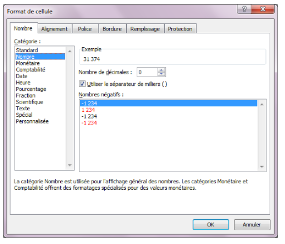 Format de cellule
Nombre Alignement Police Bordure Remplissage Protection
Catégorie :
Standard
Nombre
Monétaire
Comptabilité
Date
Heure
Pourcentage
Fraction
Scientifique
Texte
Spécial
Personnalisée
Exemple
31 374
Nombre de décimales : 0
Utiliser le séparateur de milliers ( )
Nombres négatifs :
-1 234
1 234
-1 234
-1 234
La catégorie Nombre est utilisée pour l'affichage général des nombres. Les catégories Monétaire et
Comptabilité offrent des formatages spécialisés pour des valeurs monétaires.
OK Annuler